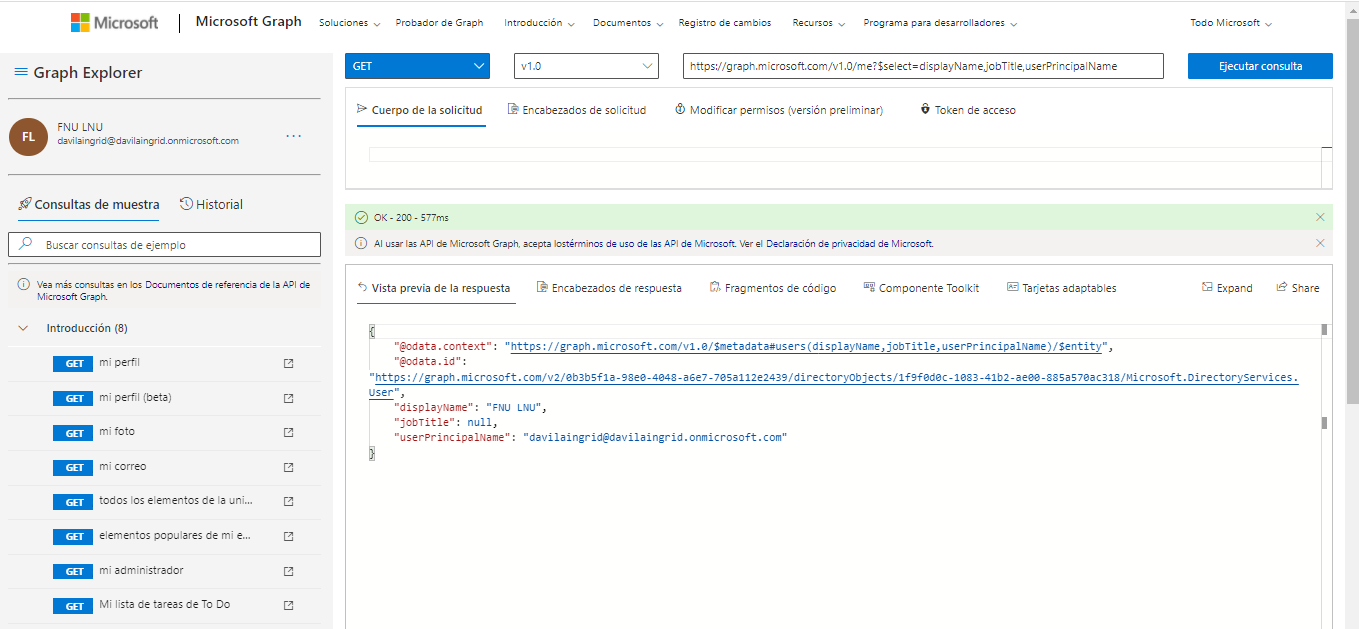 Microsoft
Microsoft Graph
Soluciones
Probador de Graph
Introducción
Documentos
Registro de cambios
Recursos
Programa para desarrolladores
Todo Microsoft
Graph Explorer
FL
FNU LNU
davilaingrid@davilaingrid.onmicrosoft.com
...
Consultas de muestra
Historial
Buscar consultas de ejemplo
Vea más consultas en los Documentos de referencia de la API de
Microsoft Graph.
Introducción (8)
GET mi perfil
GET mi perfil (beta)
GET mi foto
GET mi correo
GET todos los elementos de la uni...
GET elementos populares de mi e...
GET mi administrador
GET Mi lista de tareas de To Do
GET
v1.0
https://graph.microsoft.com/v1.0/me?$select=displayName,jobTitle,userPrincipalName
Ejecutar consulta
Cuerpo de la solicitud
Encabezados de solicitud
Modificar permisos (versión preliminar)
Token de acceso
OK - 200 - 577ms
Al usar las API de Microsoft Graph, acepta lostérminos de uso de las API de Microsoft. Ver el Declaración de privacidad de Microsoft.
Vista previa de la respuesta
Encabezados de respuesta
Fragmentos de código
Componente Toolkit
Tarjetas adaptables
Expand
Share
{
"@odata.context": "https://graph.microsoft.com/v1.0/$metadata#users(displayName,jobTitle,userPrincipalName)/$entity",
"@odata.id":
"https://graph.microsoft.com/v2/0b3b5f1a-98e0-4048-a6e7-705a112e2439/directoryObjects/1f9f0d0c-1083-41b2-ae00-885a570ac318/Microsoft.DirectoryServices.
User",
"displayName": "FNU LNU",
"jobTitle": null,
"userPrincipalName": "davilaingrid@davilaingrid.onmicrosoft.com"
}